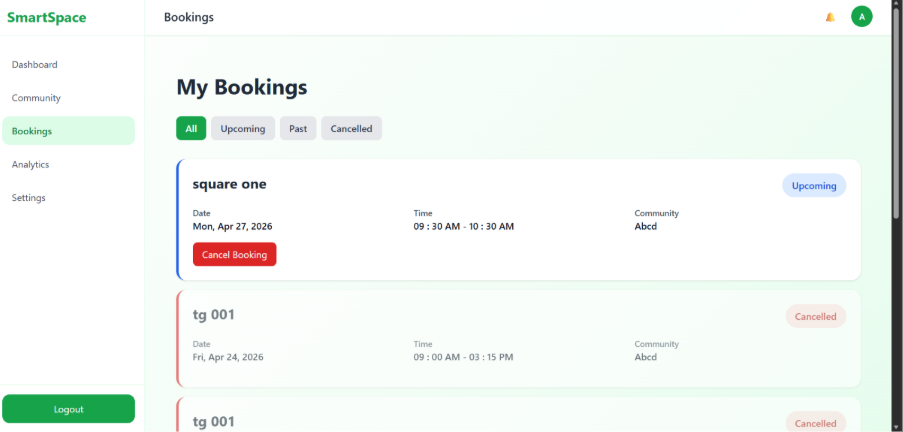 SmartSpace
Bookings
A
Dashboard
Community
Bookings
Analytics
Settings
Logout
My Bookings
All Upcoming Past Cancelled
square one
Upcoming
Date Time Community
Mon, Apr 27, 2026 09 : 30 AM - 10 : 30 AM Abcd
Cancel Booking
tg 001
Cancelled
Date Time Community
Fri, Apr 24, 2026 09 : 00 AM - 03 : 15 PM Abcd
tg 001
Cancelled